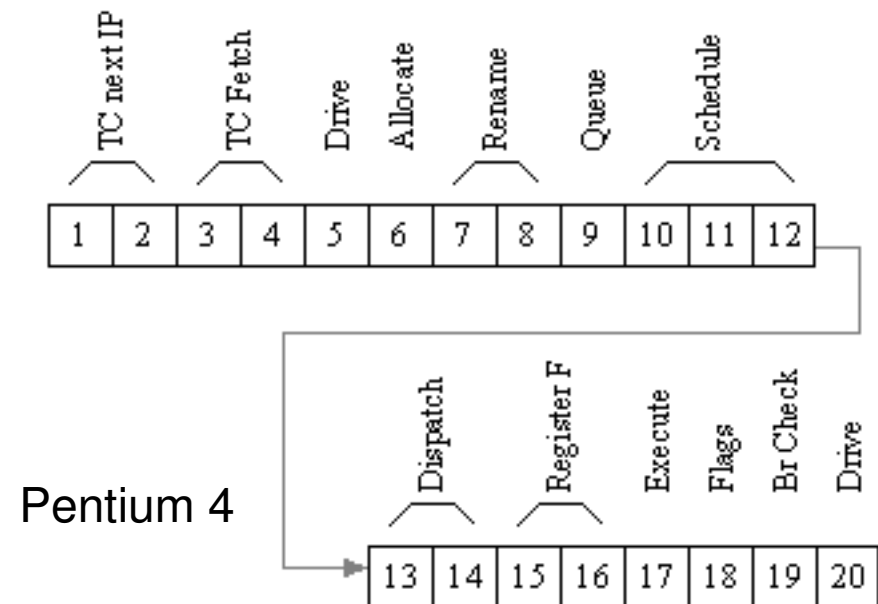 TC next IP
TC Fetch
Drive
Allocate
Rename
Queue
Schedule
1 2 3 4 5 6 7 8 9 10 11 12
Dispatch
Register F
Execute
Flags
Br Check
Drive
Pentium 4
13 14 15 16 17 18 19 20